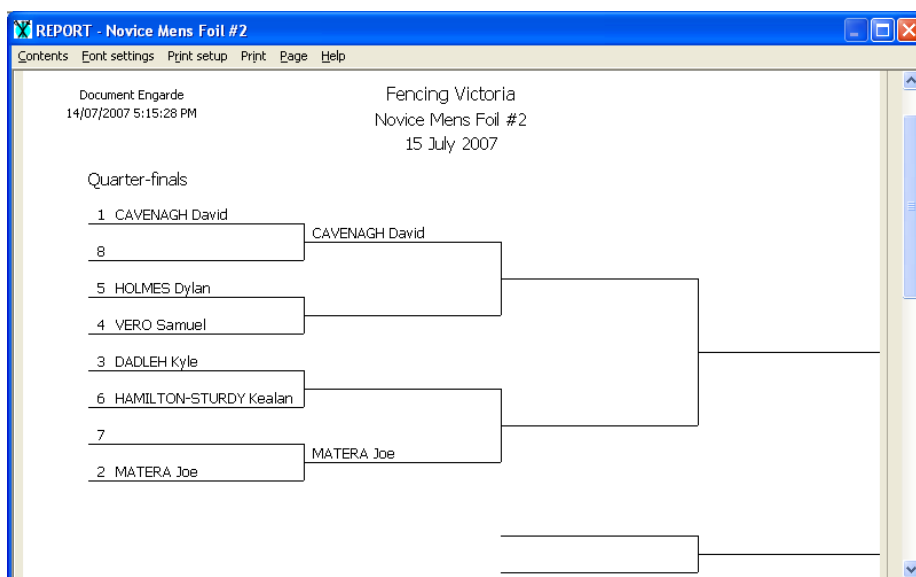 REPORT - Novice Mens Foil #2
Contents Font settings Print setup Print Page Help
Document Engarde
14/07/2007 5:15:28 PM
Fencing Victoria
Novice Mens Foil #2
15 July 2007
Quarter-finals
1 CAVENAGH David
CAVENAGH David
8
5 HOLMES Dylan
4 VERO Samuel
3 DADLEH Kyle
6 HAMILTON-STURDY Kealan
7
MATERA Joe
2 MATERA Joe